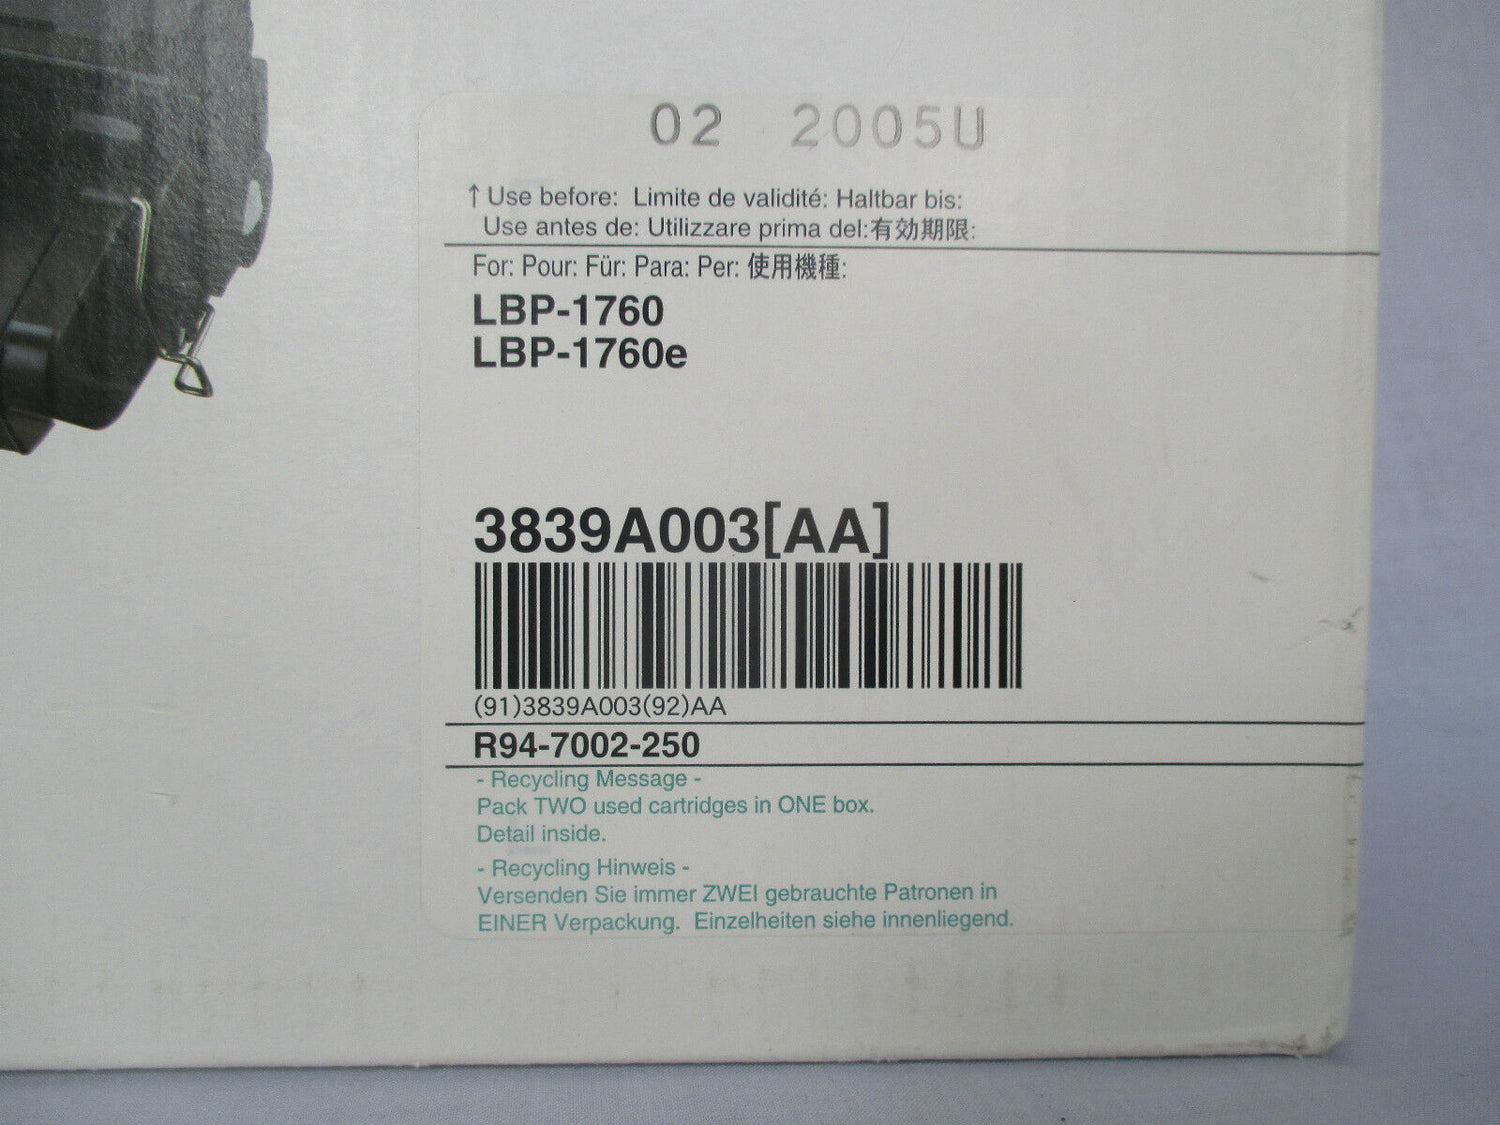 02 2005U
↑ Use before: Limite de validité: Haltbar bis:
Use antes de: Utilizzare prima del:有効期限:
For: Pour: Für: Para: Per: 使用機種:
LBP-1760
LBP-1760e
3839A003[AA]
(91)3839A003(92)AA
R94-7002-250
- Recycling Message -
Pack TWO used cartridges in ONE box.
Detail inside.
- Recycling Hinweis -
Versenden Sie immer ZWEI gebrauchte Patronen in
EINER Verpackung. Einzelheiten siehe innenliegend.